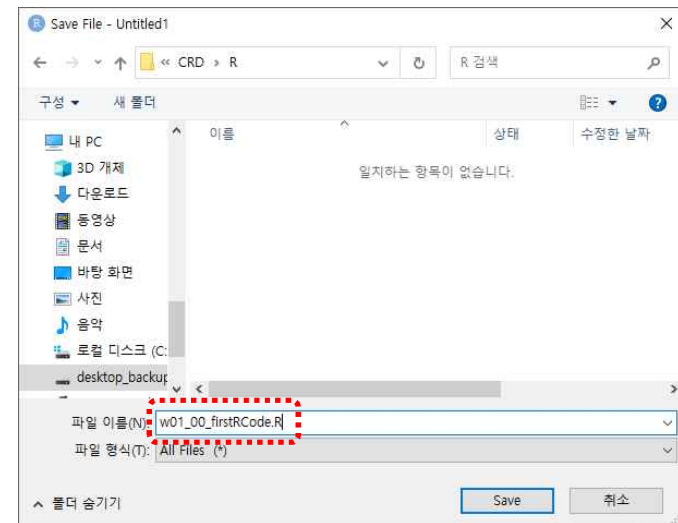 Save File - Untitled1
« CRD › R
R 검색
구성
새 폴더
이름
상태
수정한 날짜
내 PC
3D 개체
다운로드
동영상
문서
바탕 화면
사진
음악
로컬 디스크 (C:
desktop_backup
일치하는 항목이 없습니다.
파일 이름(N): w01_00_firstRCode.R
파일 형식(T): All Files (*)
폴더 숨기기
Save
취소